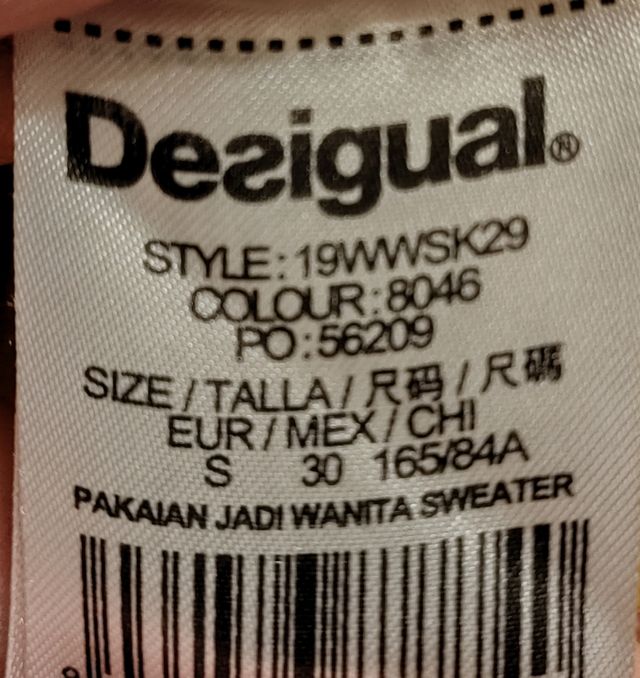 Desigual®
STYLE: 19WWSK29
COLOUR: 8046
PO: 56209
SIZE / TALLA / 尺码 / 尺碼
EUR / MEX / CHI
S 30 165/84A
PAKAIAN JADI WANITA SWEATER